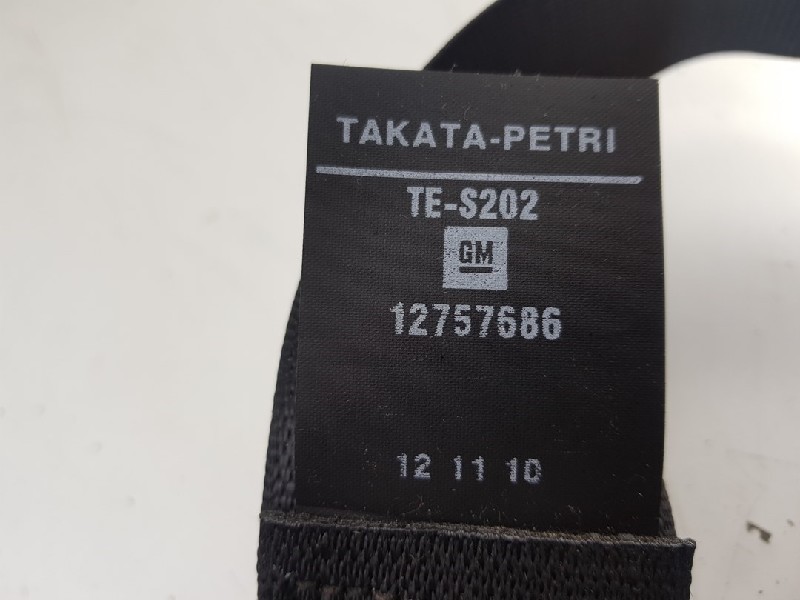 TAKATA-PETRI
TE-S202
GM
12757686
12 11 10